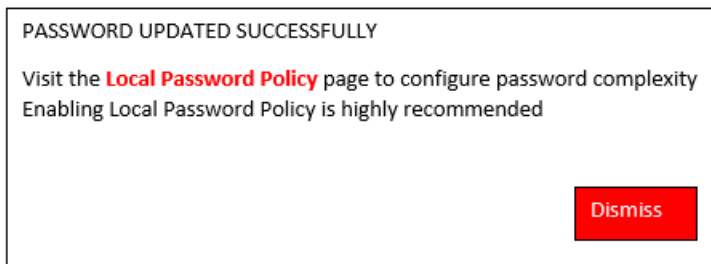 PASSWORD UPDATED SUCCESSFULLY
Visit the Local Password Policy page to configure password complexity
Enabling Local Password Policy is highly recommended
Dismiss